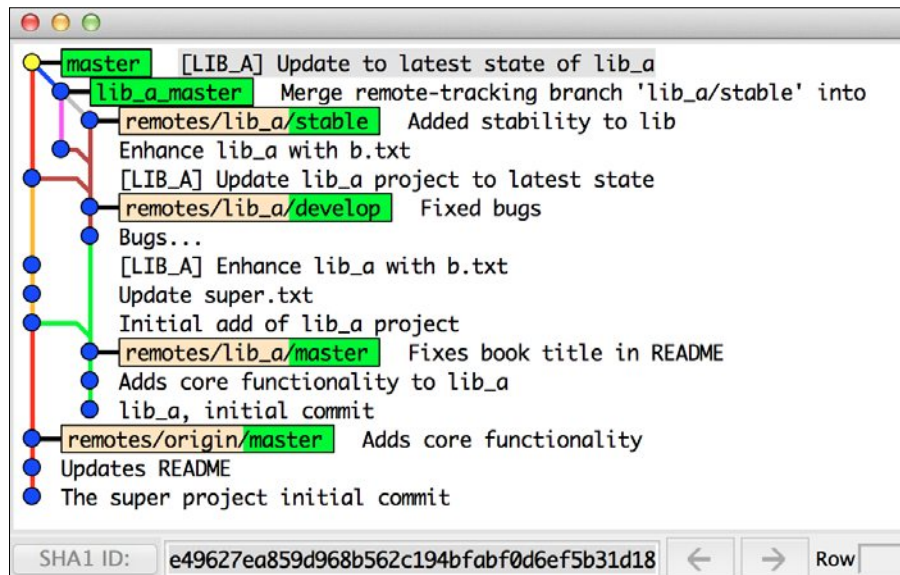 master [LIB_A] Update to latest state of lib_a
lib_a_master Merge remote-tracking branch 'lib_a/stable' into
remotes/lib_a/stable Added stability to lib
Enhance lib_a with b.txt
[LIB_A] Update lib_a project to latest state
remotes/lib_a/develop Fixed bugs
Bugs...
[LIB_A] Enhance lib_a with b.txt
Update super.txt
Initial add of lib_a project
remotes/lib_a/master Fixes book title in README
Adds core functionality to lib_a
lib_a, initial commit
remotes/origin/master Adds core functionality
Updates README
The super project initial commit
SHA1 ID: e49627ea859d968b562c194bfabf0d6ef5b31d18 ← → Row